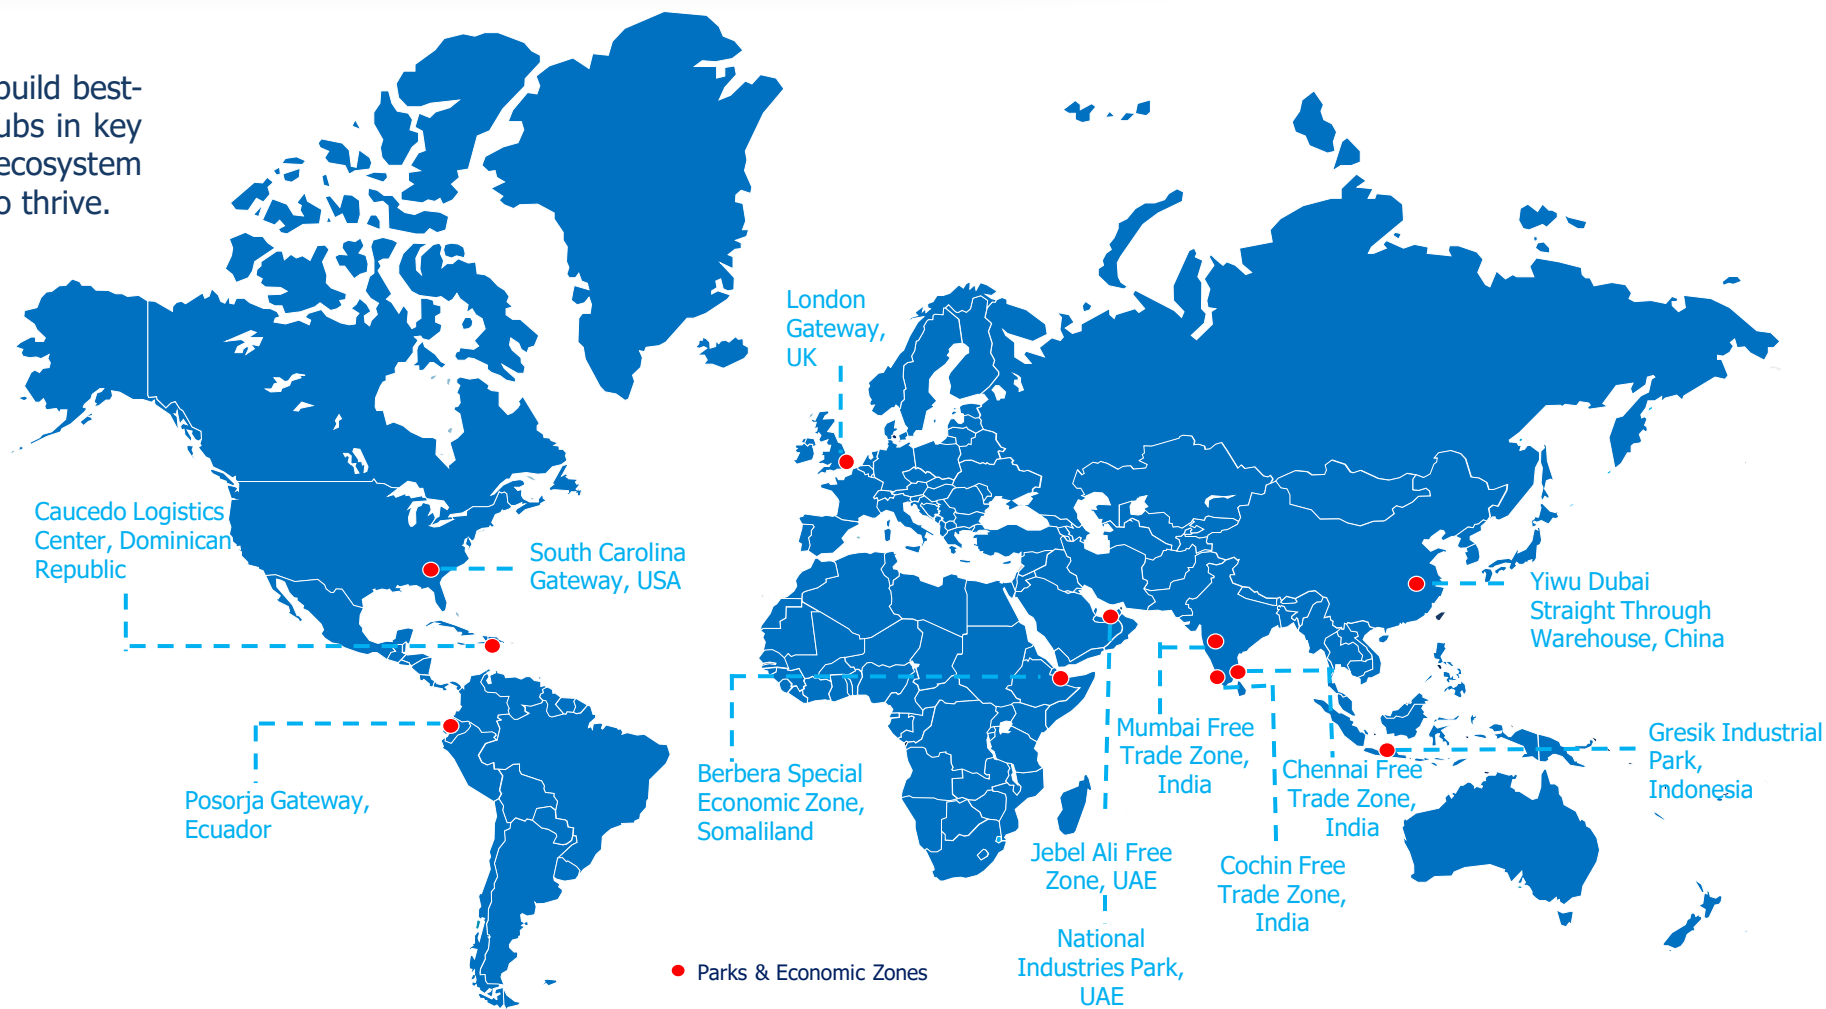 build best-
ubs in key
ecosystem
o thrive.
London
Gateway,
UK
Caucedo Logistics
Center, Dominican
Republic
South Carolina
Gateway, USA
Yiwu Dubai
Straight Through
Warehouse, China
Posorja Gateway,
Ecuador
Berbera Special
Economic Zone,
Somaliland
Mumbai Free
Trade Zone,
India
Chennai Free
Trade Zone,
India
Gresik Industrial
Park,
Indonesia
Jebel Ali Free
Zone, UAE
Cochin Free
Trade Zone,
India
National
Industries Park,
UAE
Parks & Economic Zones